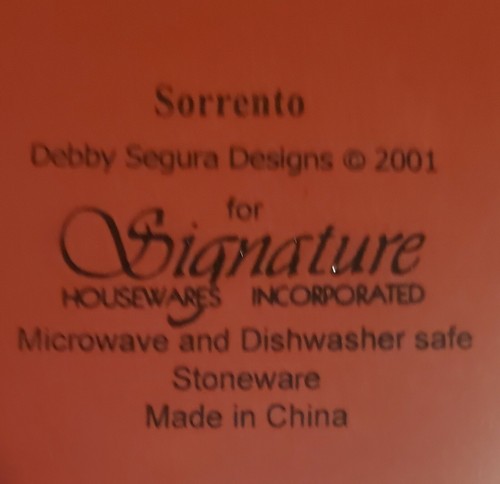 Sorrento
Debby Segura Designs © 2001
for
Signature
HOUSEWARES INCORPORATED
Microwave and Dishwasher safe
Stoneware
Made in China